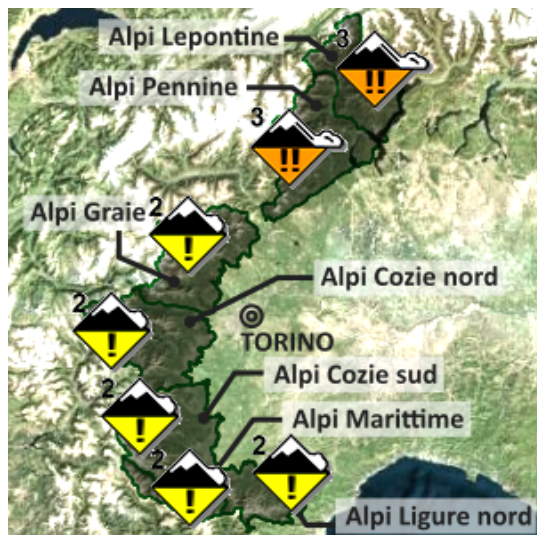 Alpi Lepontine
3
!!
Alpi Pennine
3
!!
Alpi Graie
2
!
Alpi Cozie nord
2
!
TORINO
Alpi Cozie sud
2
!
Alpi Marittime
2
!
2
!
Alpi Ligure nord